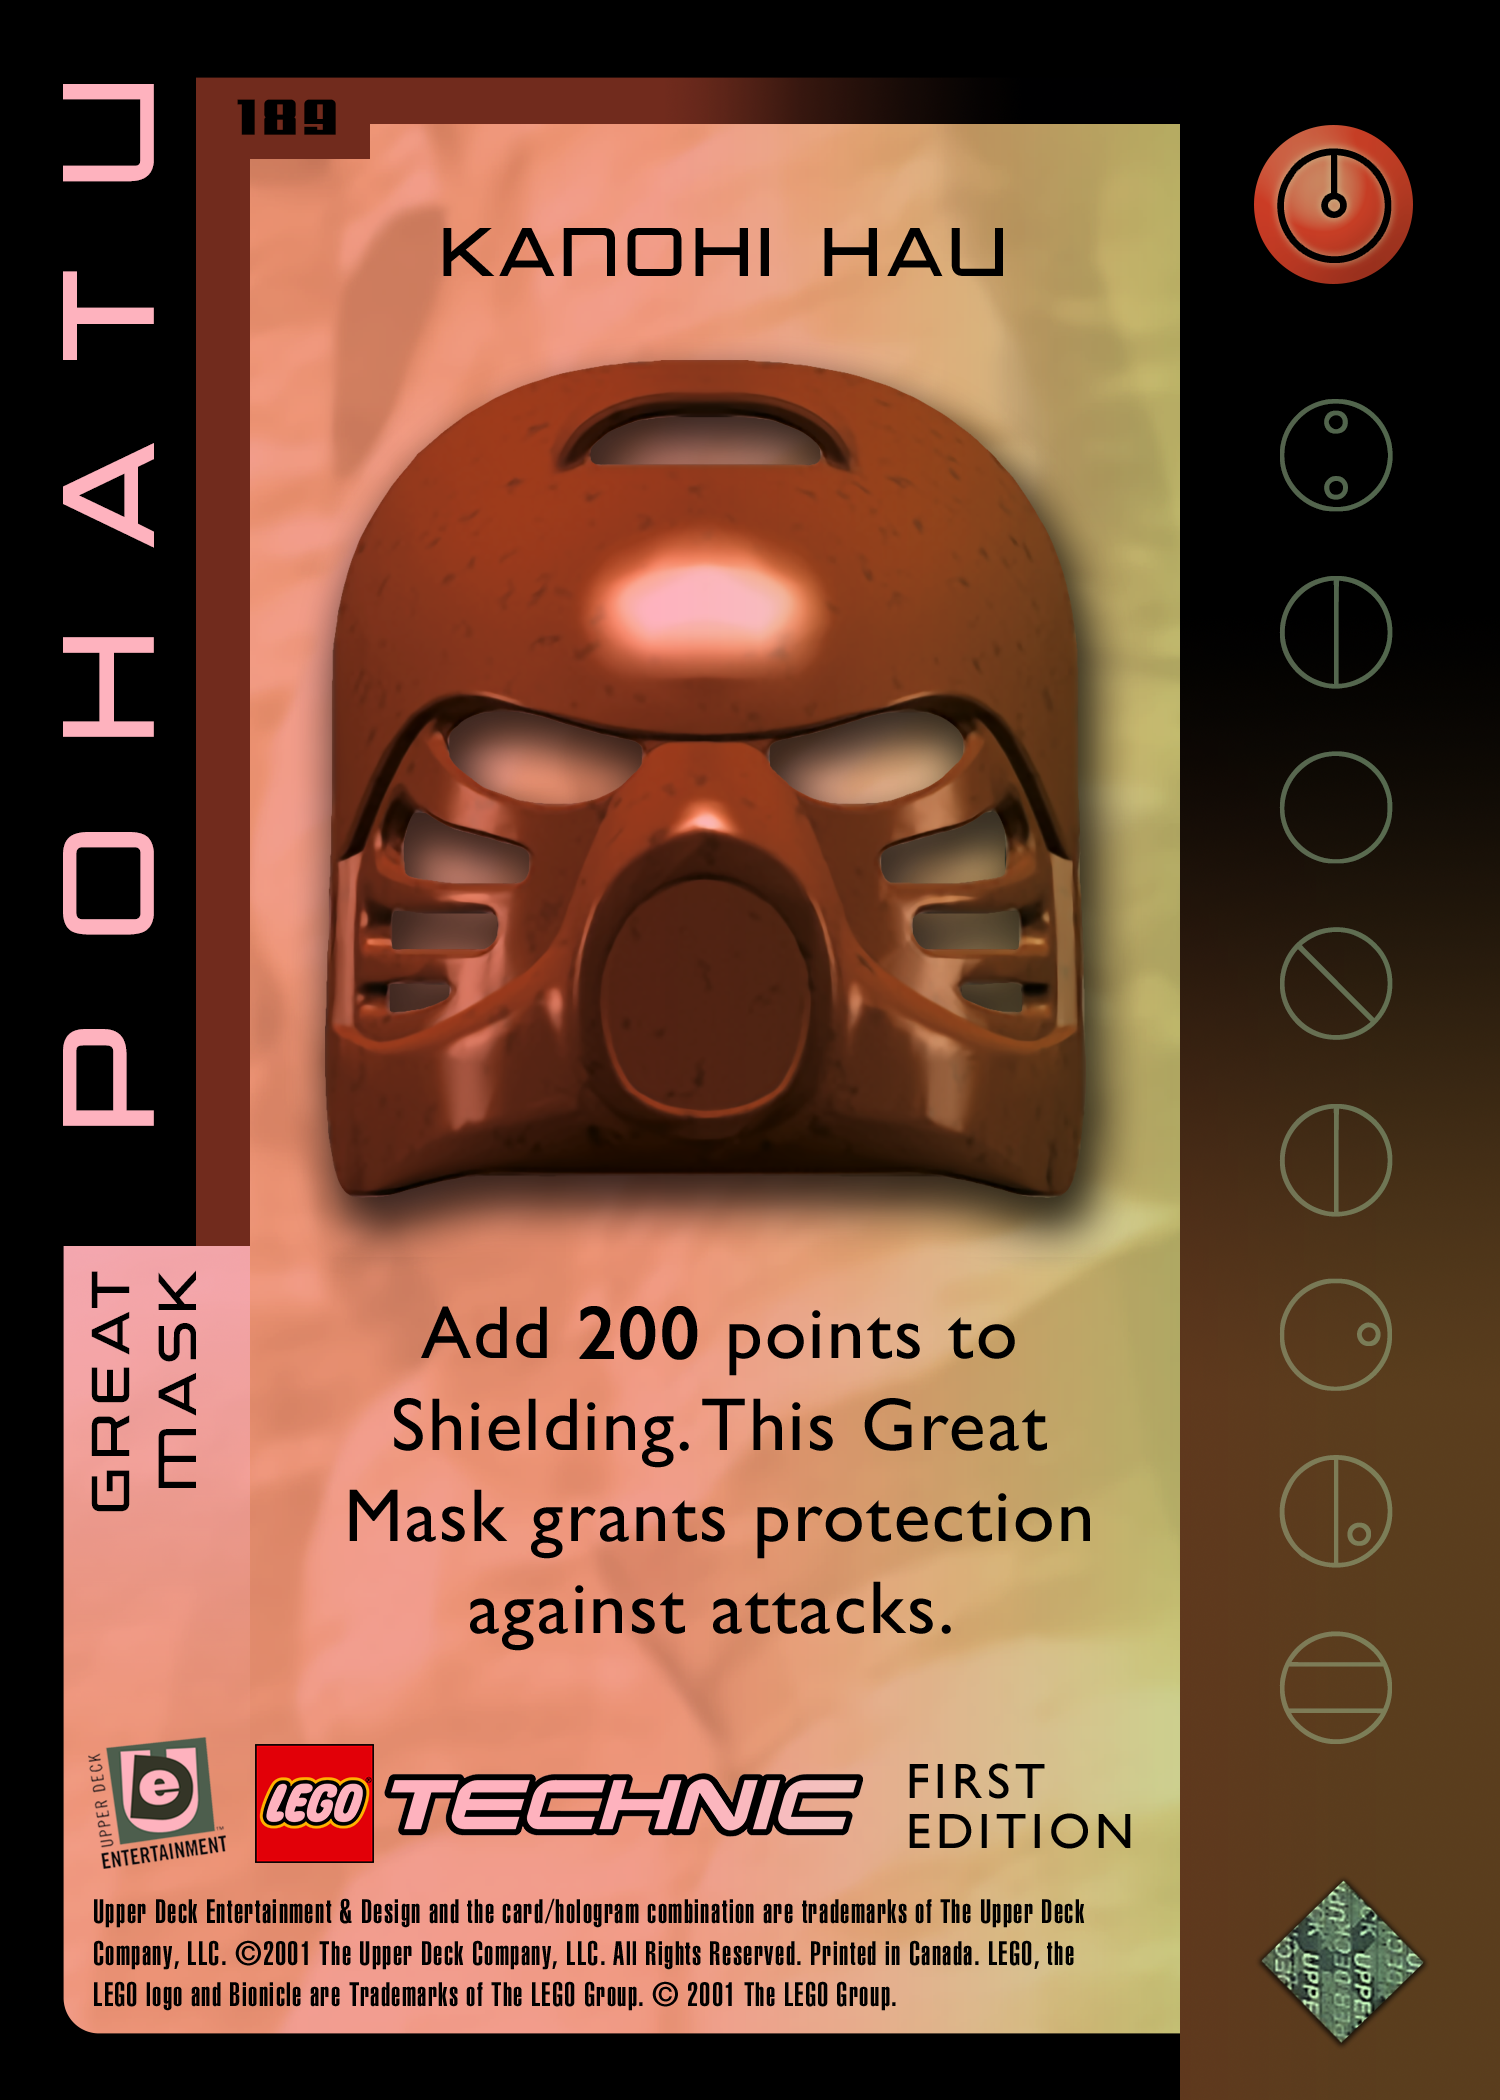 189
POHATU
KANOHI HAU
GREAT
MASK
Add 200 points to
Shielding. This Great
Mask grants protection
against attacks.
UPPER DECK
e
ENTERTAINMENT™
LEGO®
TECHNIC
FIRST
EDITION
Upper Deck Entertainment & Design and the card/hologram combination are trademarks of The Upper Deck
Company, LLC. ©2001 The Upper Deck Company, LLC. All Rights Reserved. Printed in Canada. LEGO, the
LEGO logo and Bionicle are Trademarks of The LEGO Group. © 2001 The LEGO Group.